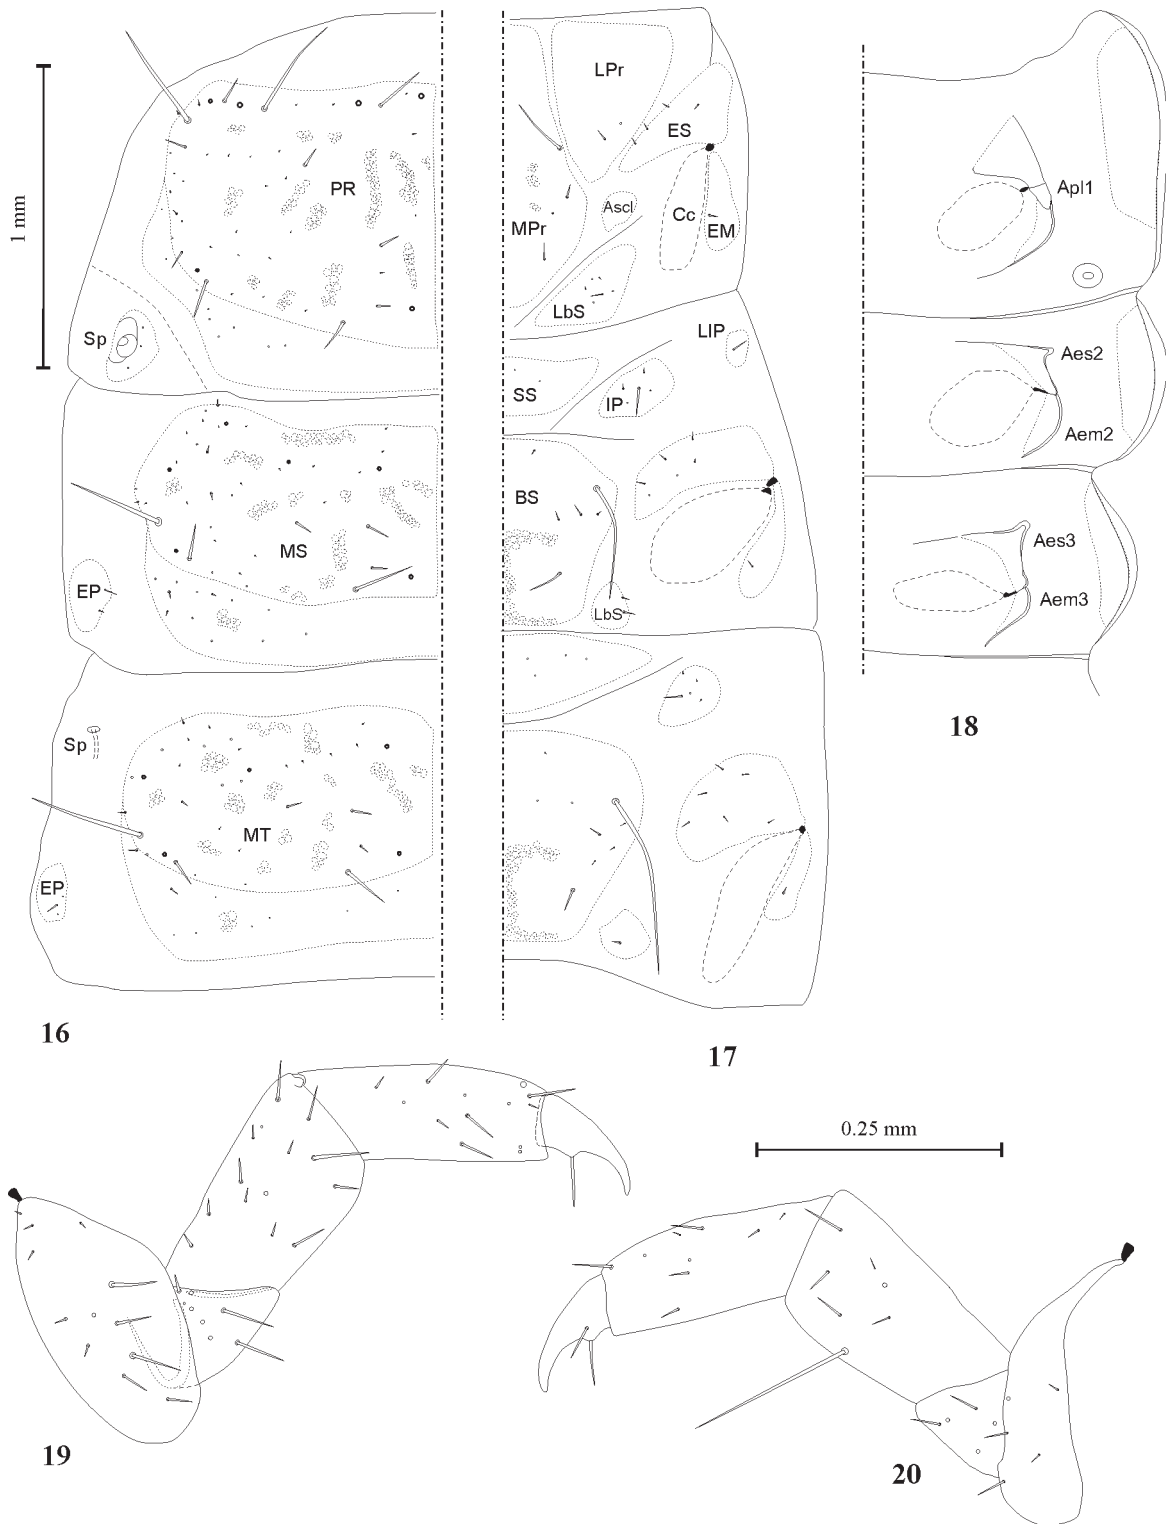 1 mm
PR
Sp
MS
EP
Sp
MT
EP
16
LPr
ES
MPr
Ascl
Cc
EM
LbS
LIP
SS
IP
BS
LbS
17
Apl1
Aes2
Aem2
Aes3
Aem3
18
0.25 mm
19
20